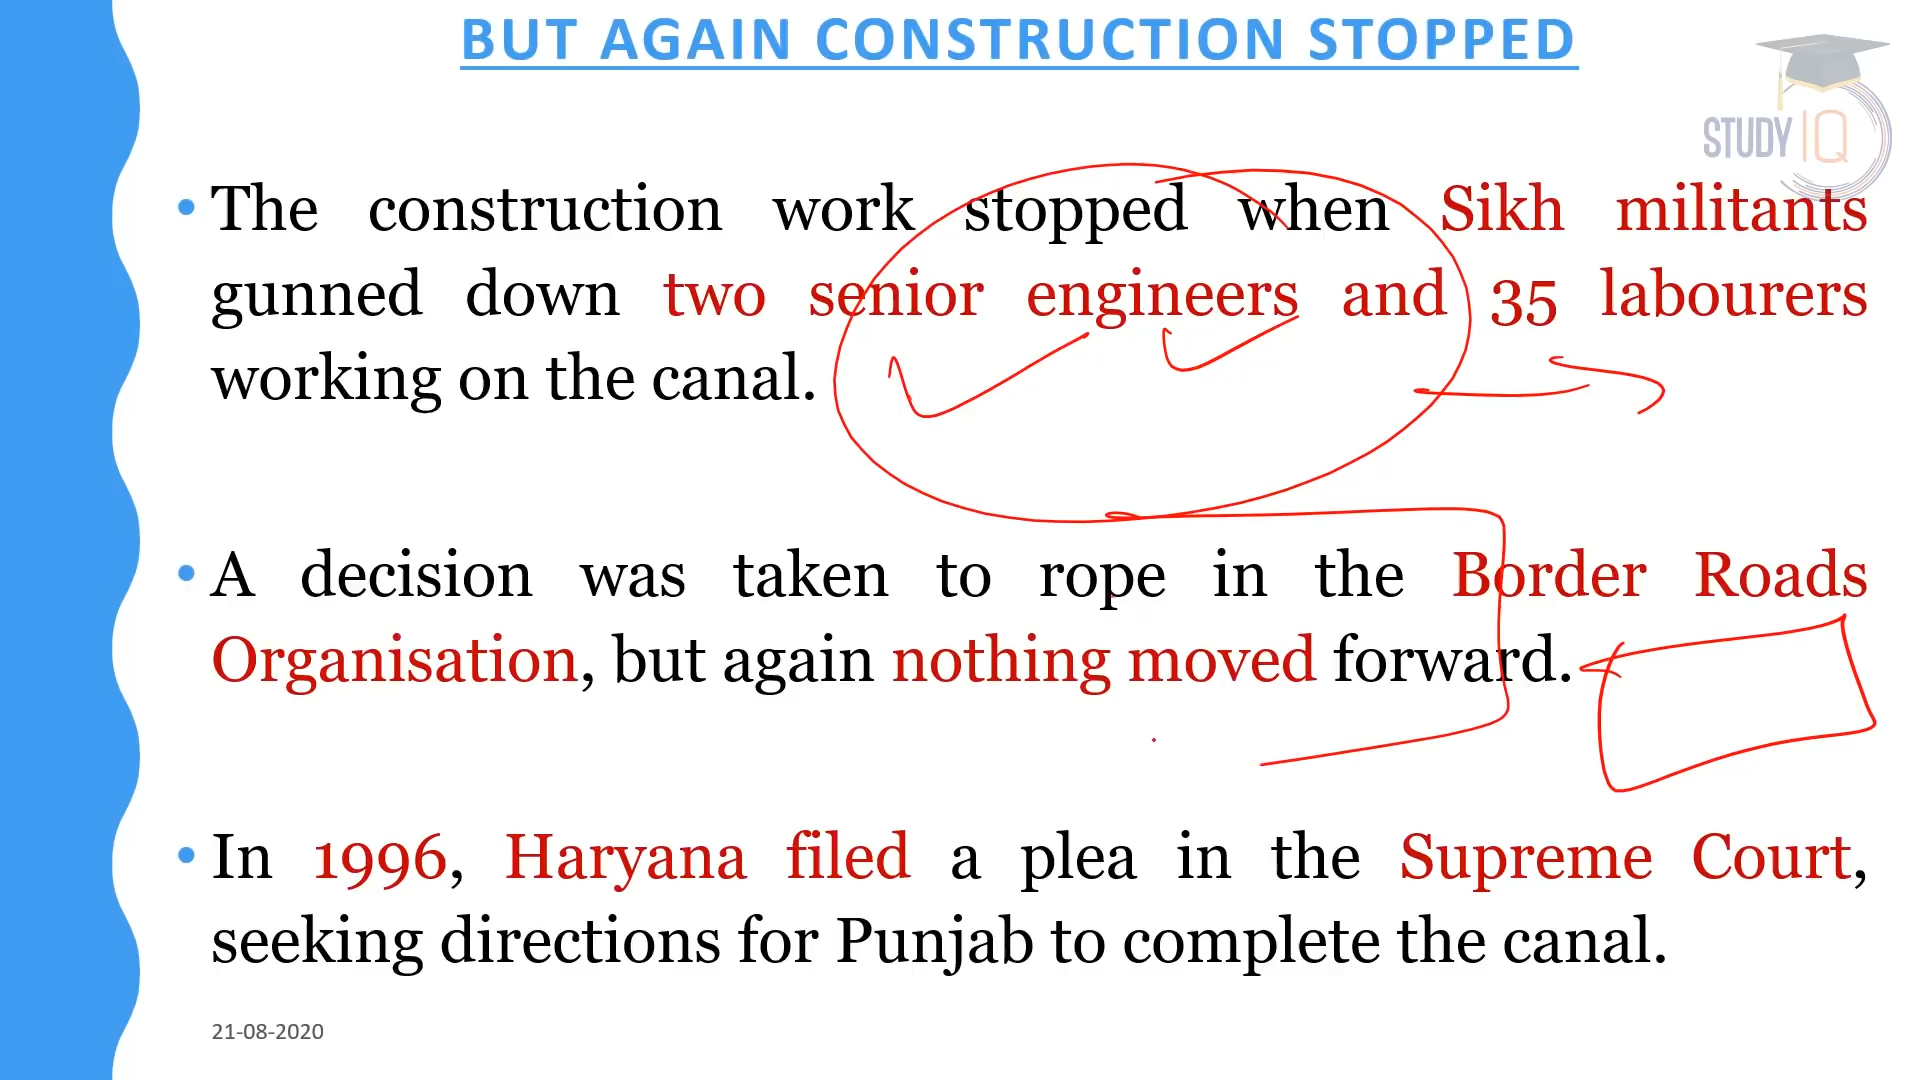 BUT AGAIN CONSTRUCTION STOPPED
STUDY IQ
• The construction work stopped when Sikh militants
gunned down two senior engineers and 35 labourers
working on the canal.
• A decision was taken to rope in the Border Roads
Organisation, but again nothing moved forward.
• In 1996, Haryana filed a plea in the Supreme Court,
seeking directions for Punjab to complete the canal.
21-08-2020